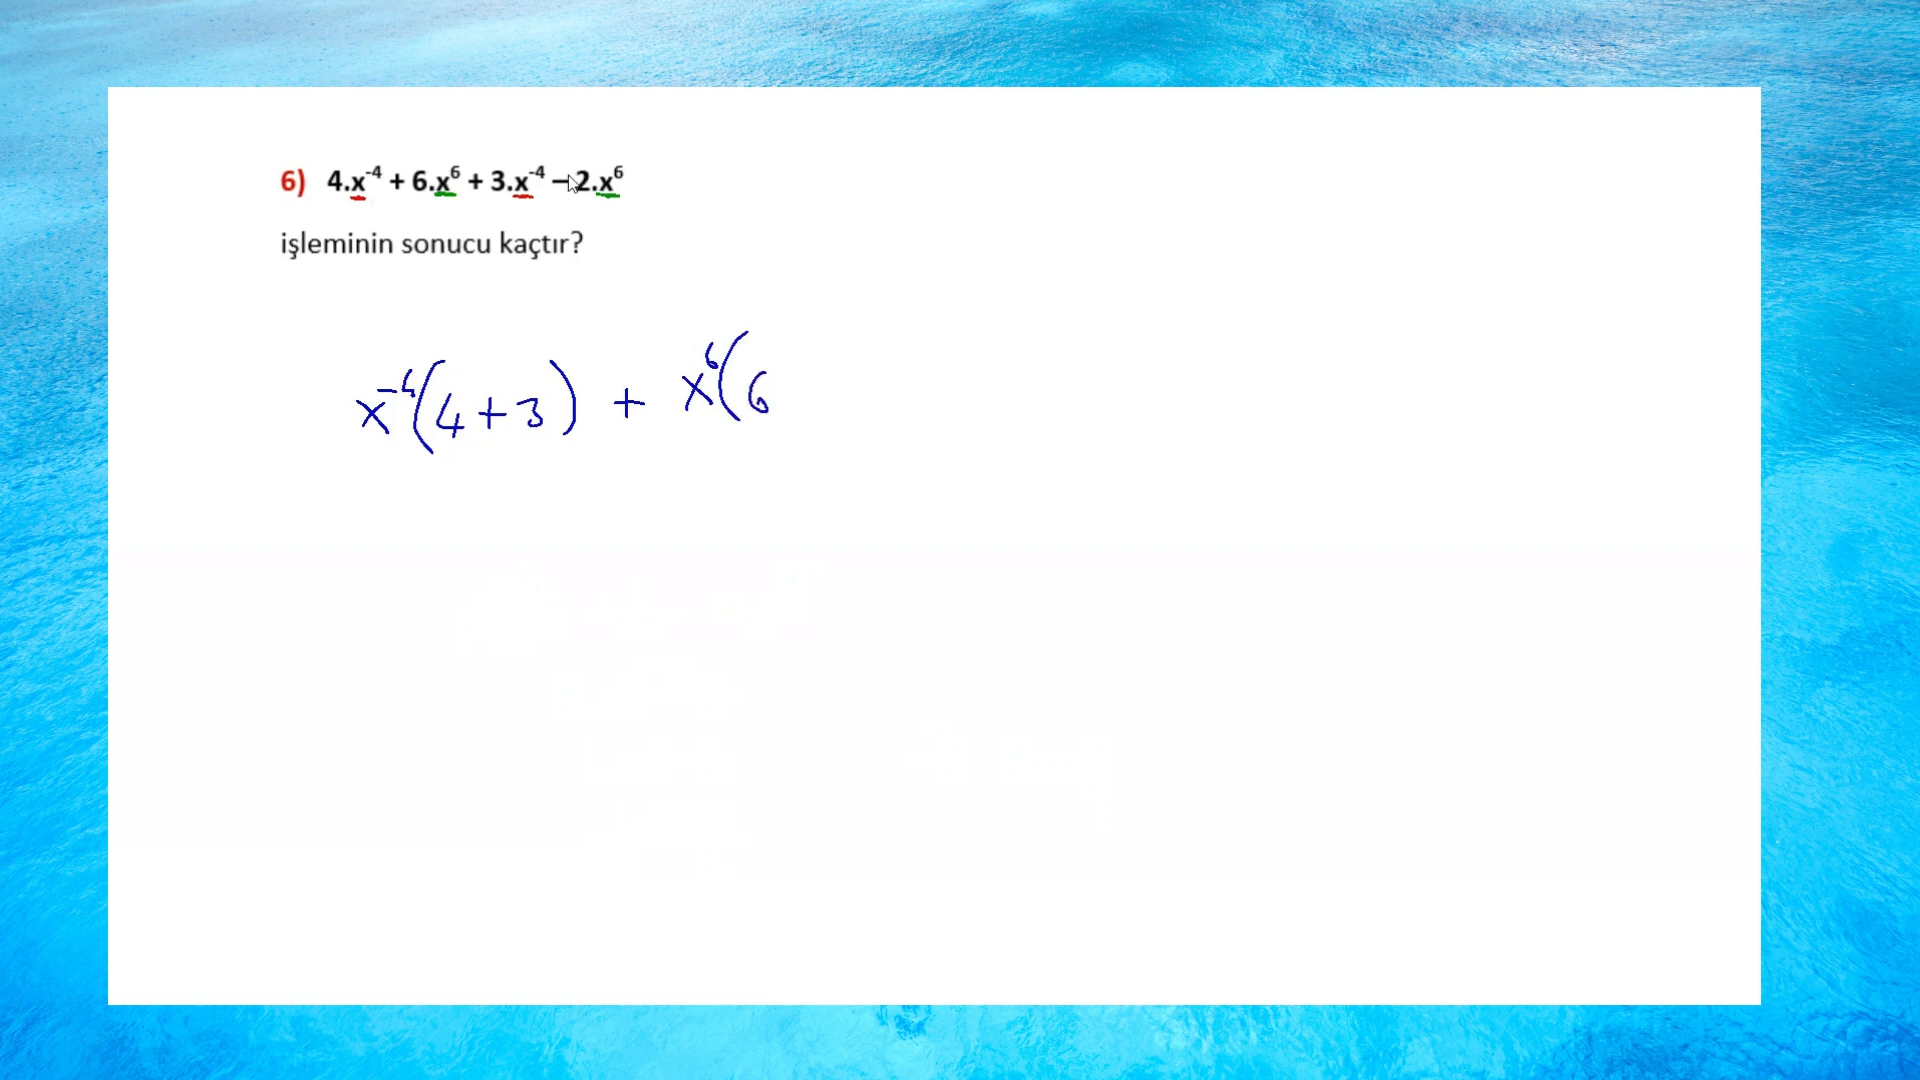 6) 4.x⁻⁴ + 6.x⁶ + 3.x⁻⁴ – 2.x⁶
işleminin sonucu kaçtır?
x⁻⁴(4+3) + x⁶(6